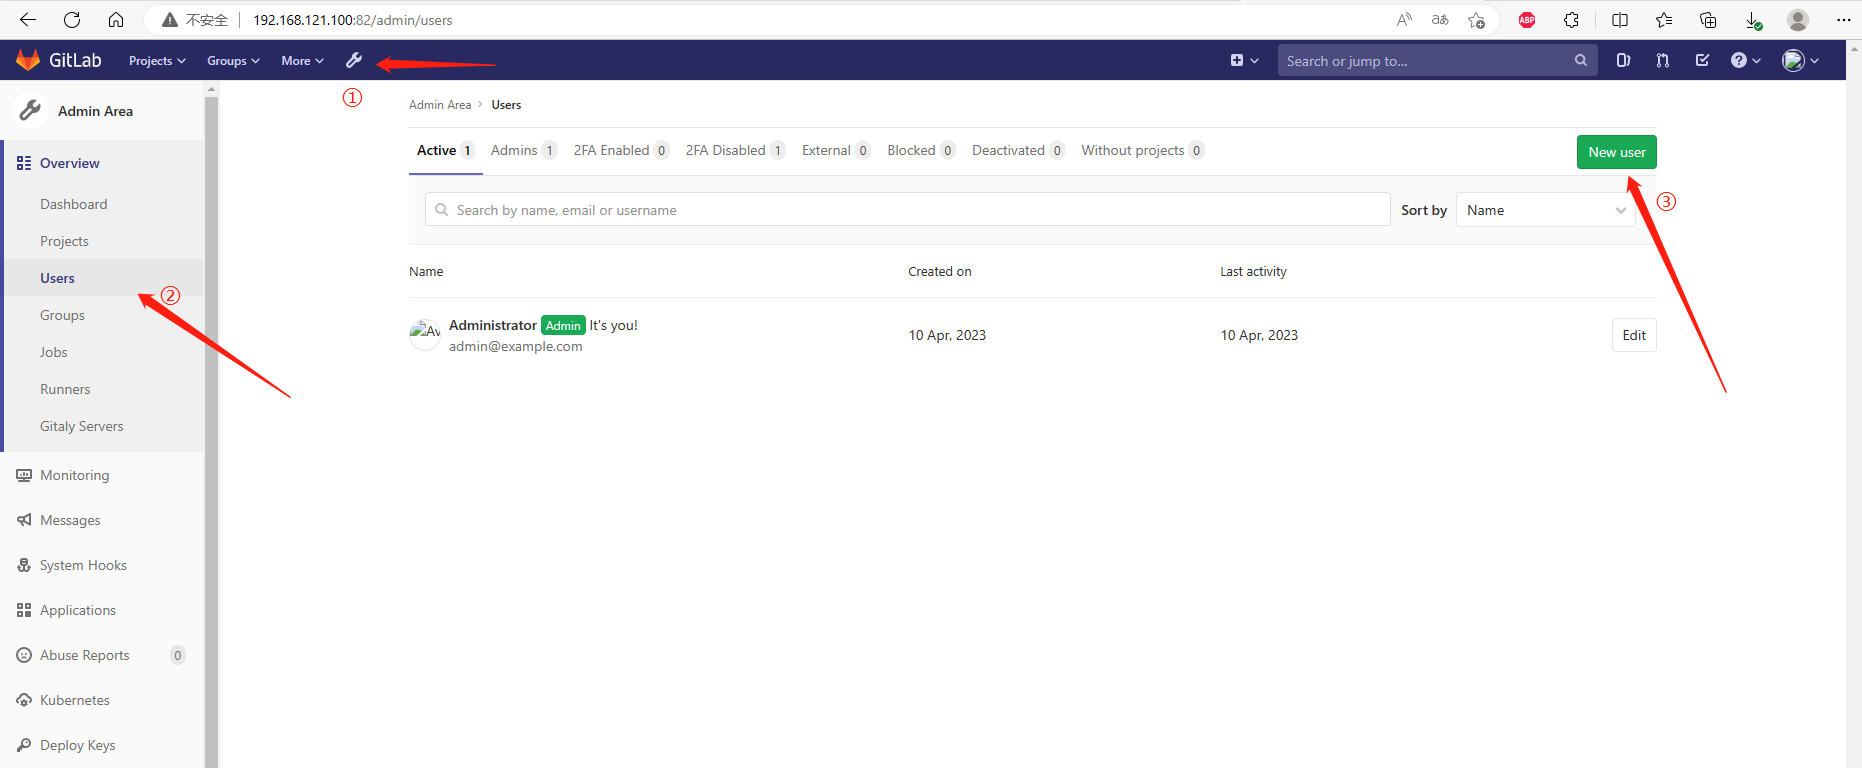 不安全 192.168.121.100:82/admin/users A aあ ABP
GitLab Projects Groups More Search or jump to...
①
Admin Area
Overview
Dashboard
Projects
Users
②
Groups
Jobs
Runners
Gitaly Servers
Monitoring
Messages
System Hooks
Applications
Abuse Reports 0
Kubernetes
Deploy Keys
Admin Area > Users
Active 1 Admins 1 2FA Enabled 0 2FA Disabled 1 External 0 Blocked 0 Deactivated 0 Without projects 0 New user
③
Search by name, email or username Sort by Name
Name Created on Last activity
Av Administrator Admin It's you!
admin@example.com
10 Apr, 2023 10 Apr, 2023 Edit